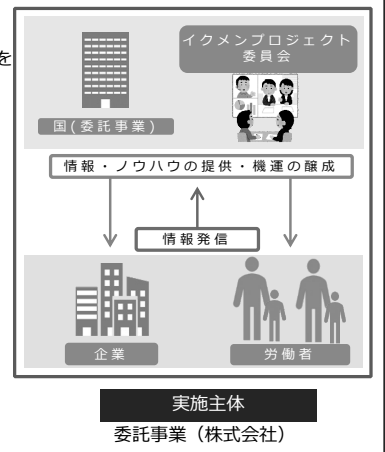 を
イクメンプロジェクト
委員会
国(委託事業)
情報・ノウハウの提供・機運の醸成
情報発信
企業
労働者
実施主体
委託事業（株式会社）